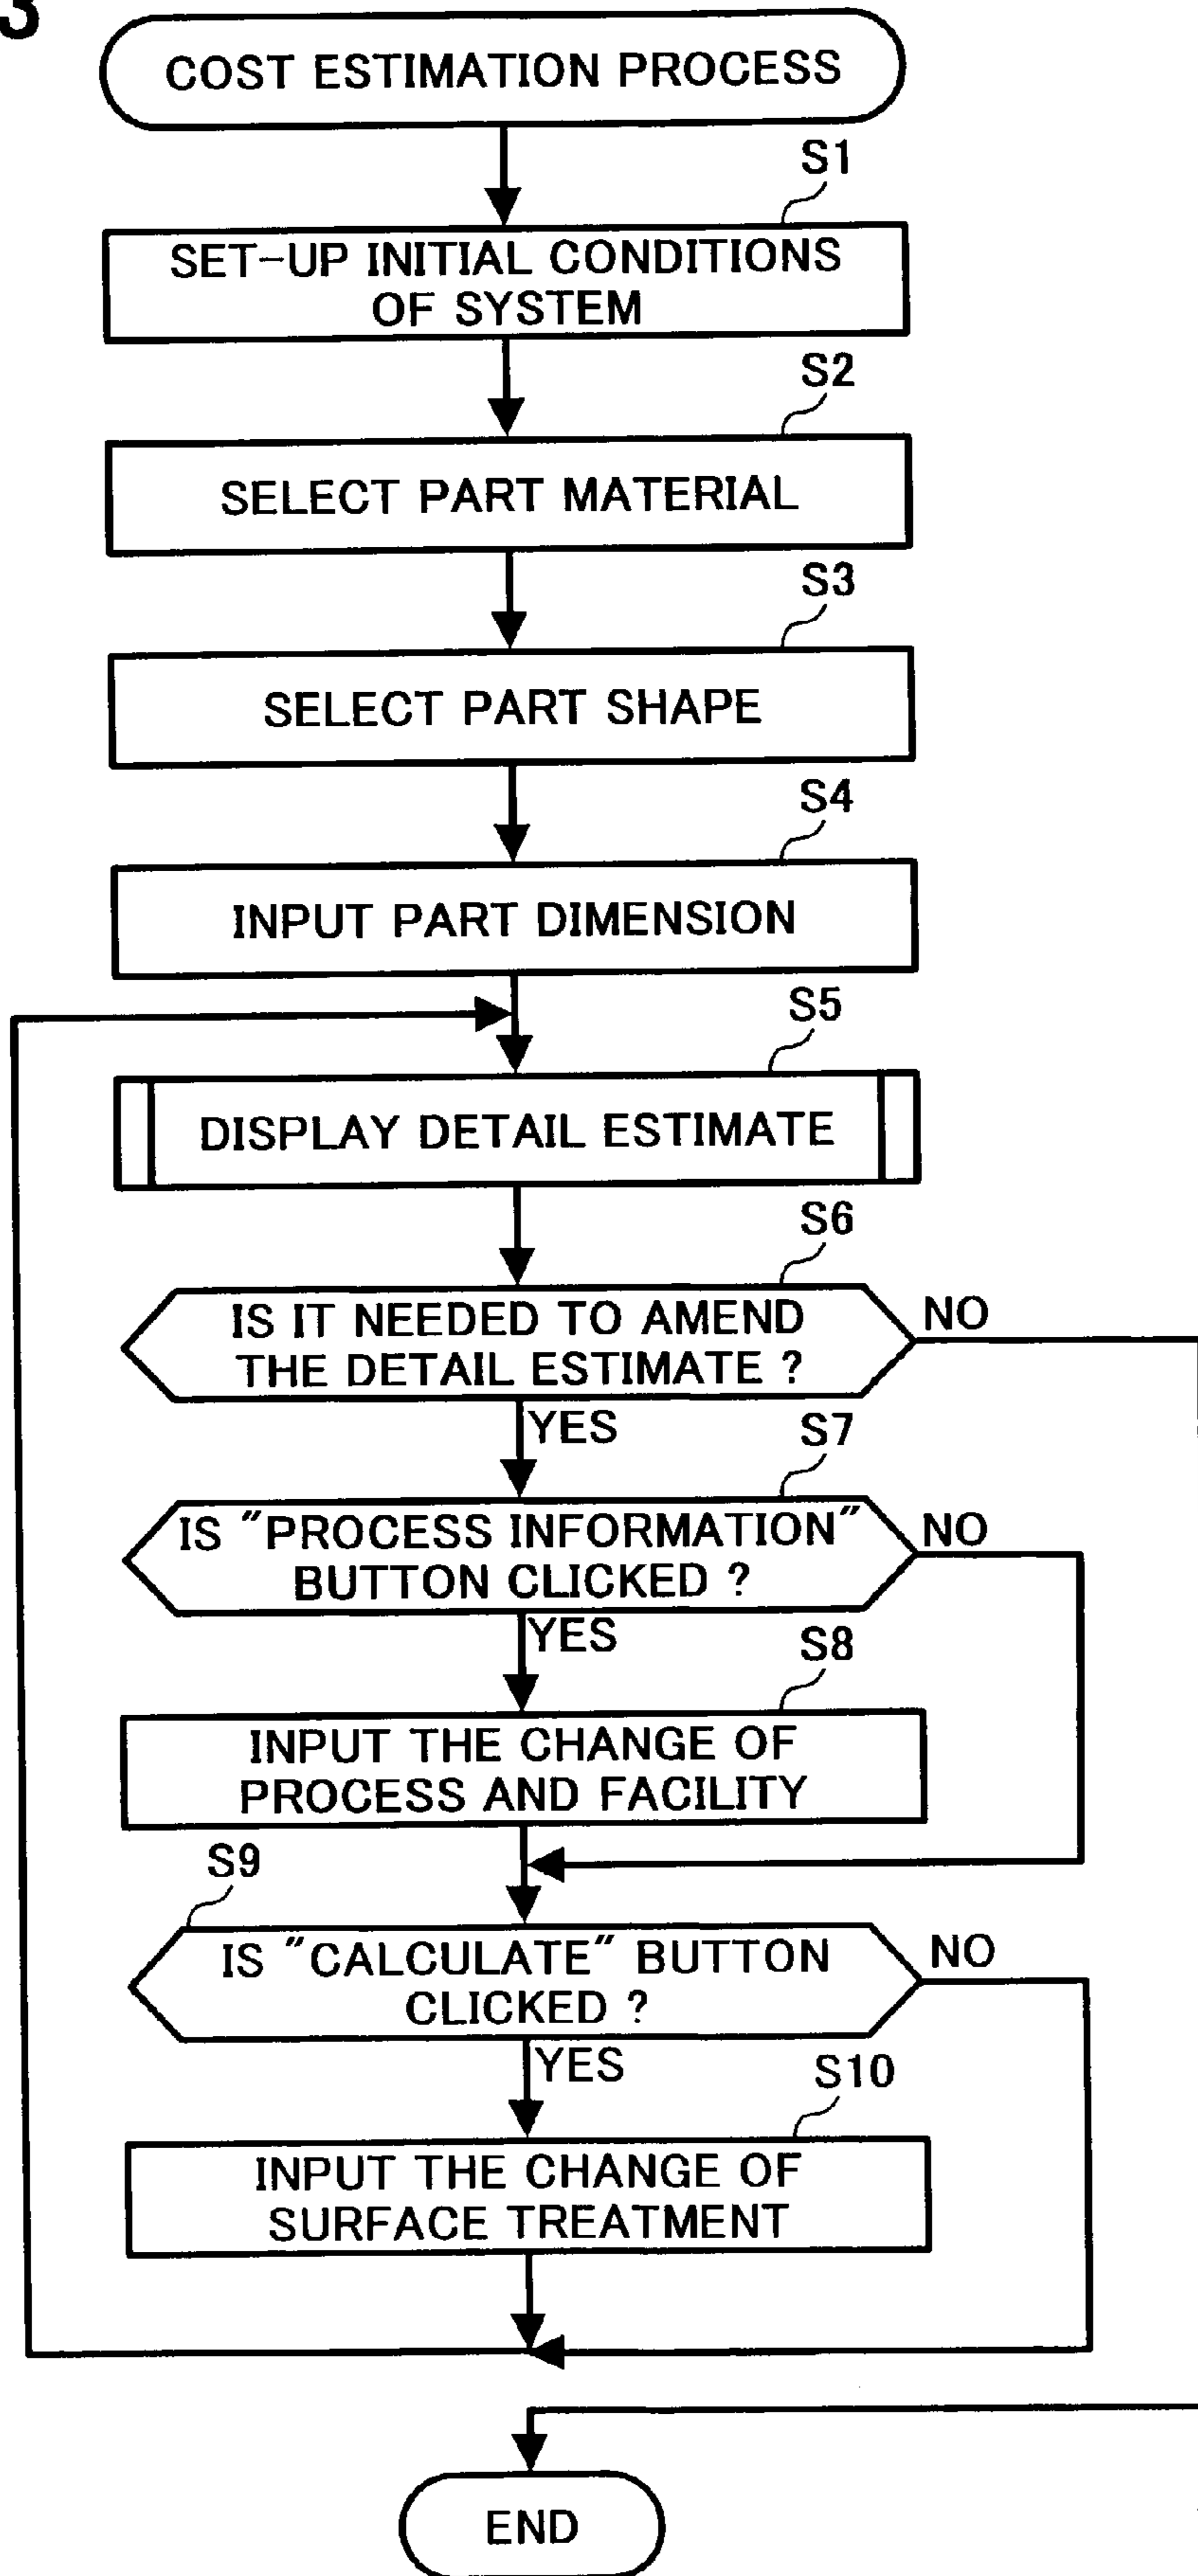 3
COST ESTIMATION PROCESS
S1
SET-UP INITIAL CONDITIONS
OF SYSTEM
S2
SELECT PART MATERIAL
S3
SELECT PART SHAPE
S4
INPUT PART DIMENSION
S5
DISPLAY DETAIL ESTIMATE
S6
IS IT NEEDED TO AMEND
THE DETAIL ESTIMATE ?
NO
YES
S7
IS "PROCESS INFORMATION"
BUTTON CLICKED ?
NO
YES
S8
INPUT THE CHANGE OF
PROCESS AND FACILITY
S9
IS "CALCULATE" BUTTON
CLICKED ?
NO
YES
S10
INPUT THE CHANGE OF
SURFACE TREATMENT
END